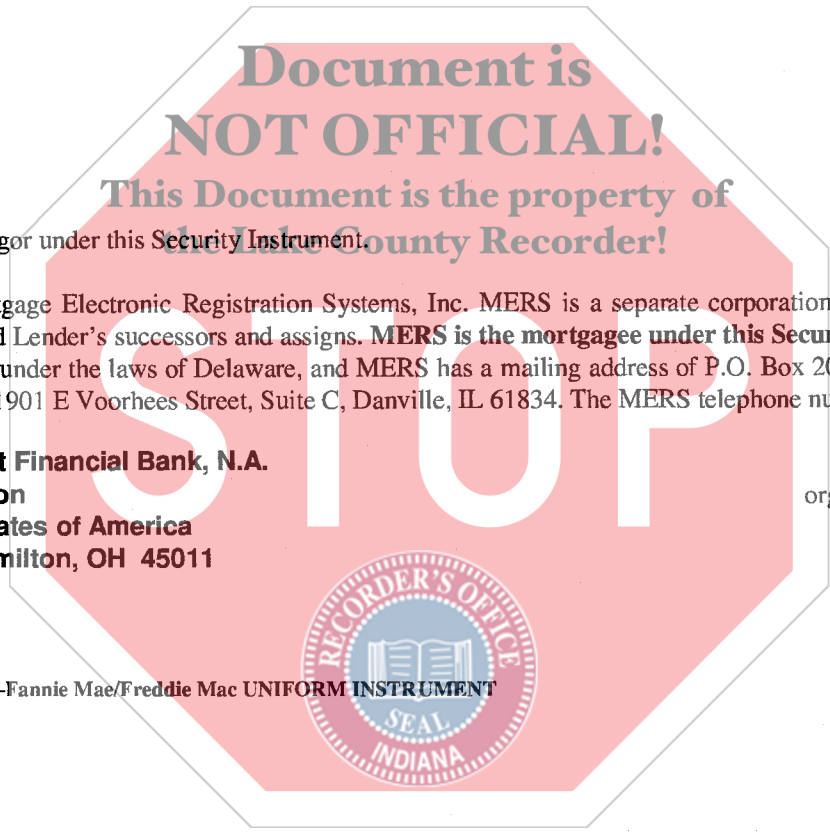 Document is
NOT OFFICIAL!
This Document is the property of
the Lake County Recorder!
gor under this Security Instrument.
gage Electronic Registration Systems, Inc. MERS is a separate corporation
Lender's successors and assigns. MERS is the mortgagee under this Secur
under the laws of Delaware, and MERS has a mailing address of P.O. Box 20
1901 E Voorhees Street, Suite C, Danville, IL 61834. The MERS telephone nu
t Financial Bank, N.A.
on
org
ates of America
milton, OH 45011
STOP
RECORDER'S OFFICE
SEAL
INDIANA
-Fannie Mae/Freddie Mac UNIFORM INSTRUMENT